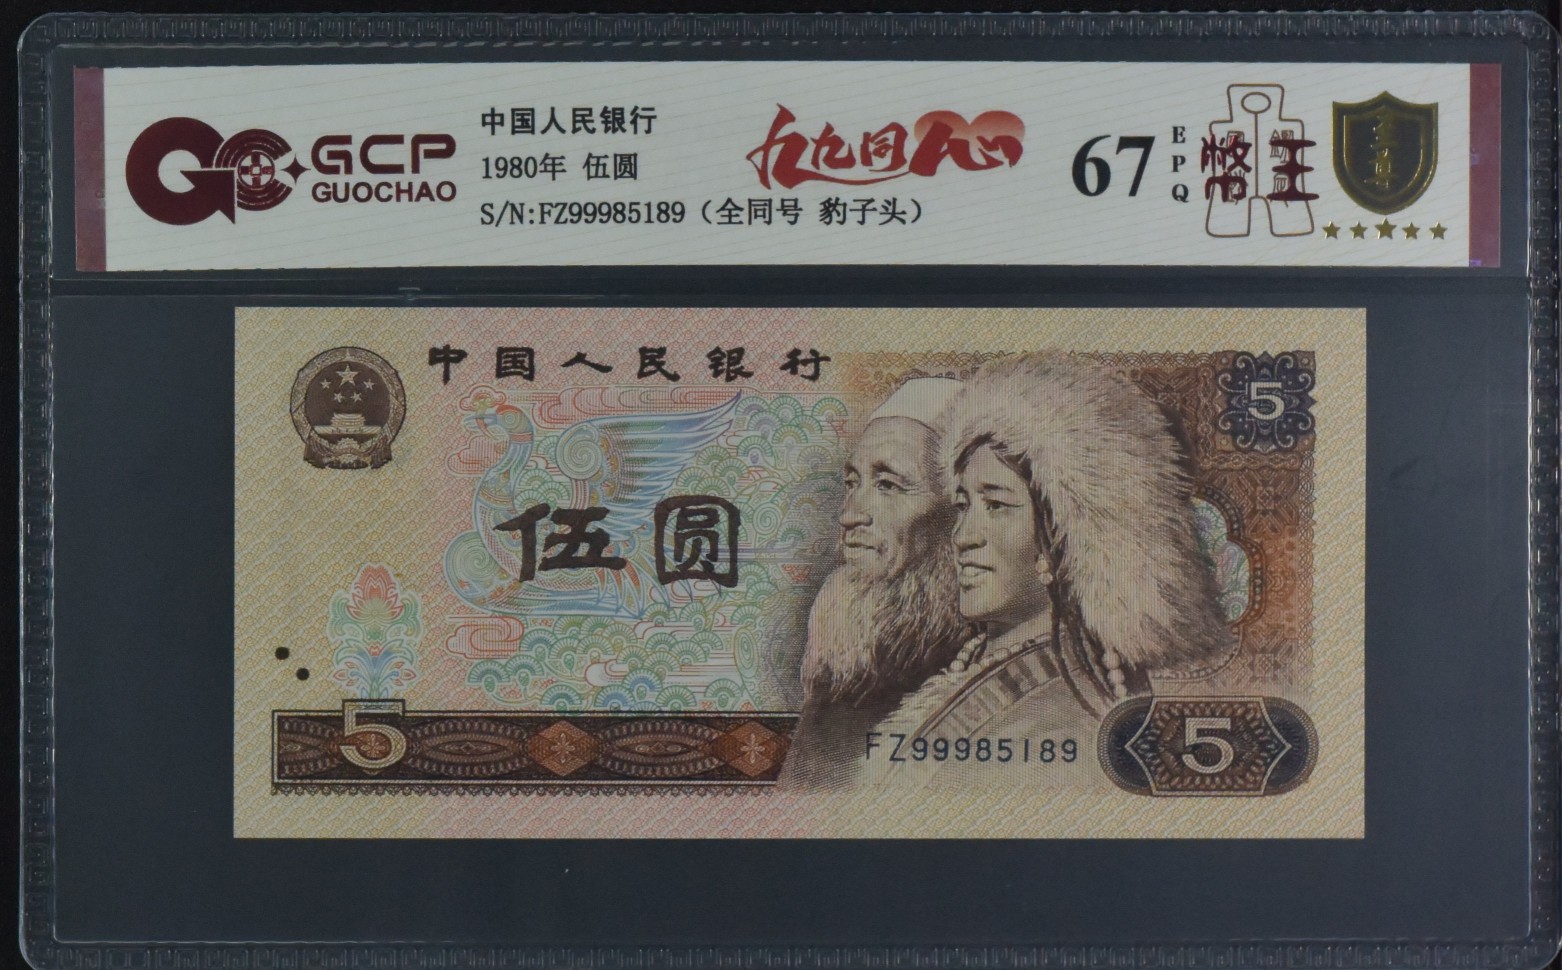 GCP
GUOCHAO
中国人民银行
1980年 伍圆
S/N:FZ99985189（全同号 豹子头）
九九同人心
67
EPQ
中国人民银行
5
伍圆
5
FZ99985189
5